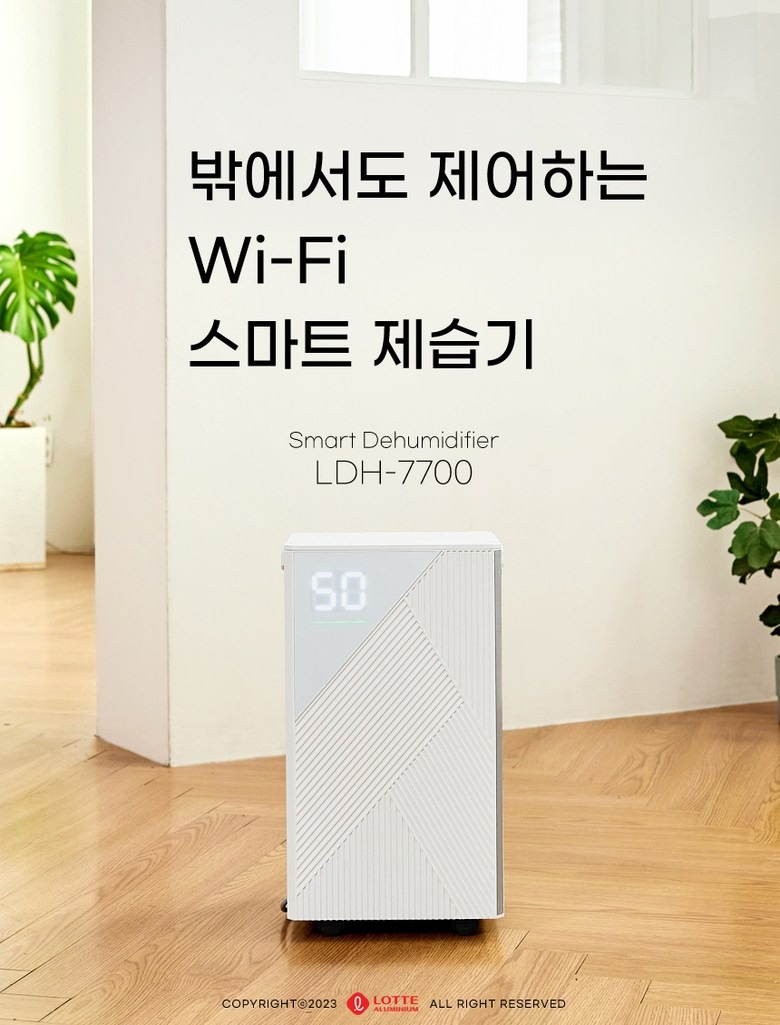 밖에서도 제어하는
Wi-Fi
스마트 제습기
Smart Dehumidifier
LDH-7700
50
COPYRIGHT©2023 LOTTE ALUMINIUM ALL RIGHT RESERVED